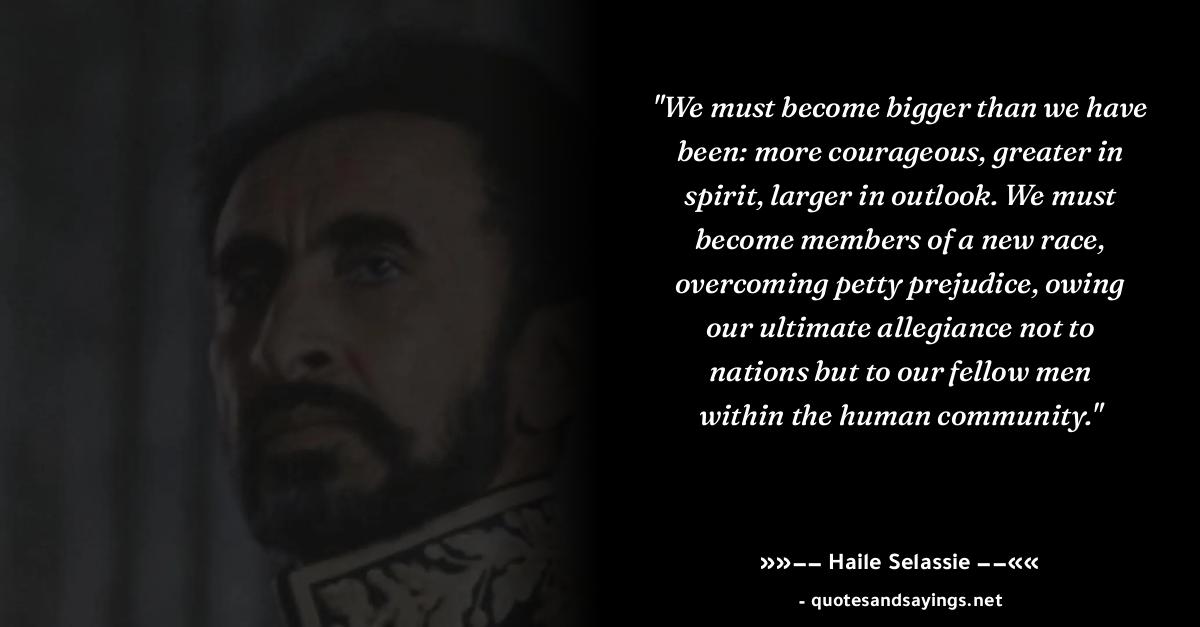 "We must become bigger than we have
been: more courageous, greater in
spirit, larger in outlook. We must
become members of a new race,
overcoming petty prejudice, owing
our ultimate allegiance not to
nations but to our fellow men
within the human community."
»»−− Haile Selassie −−««
- quotesandsayings.net